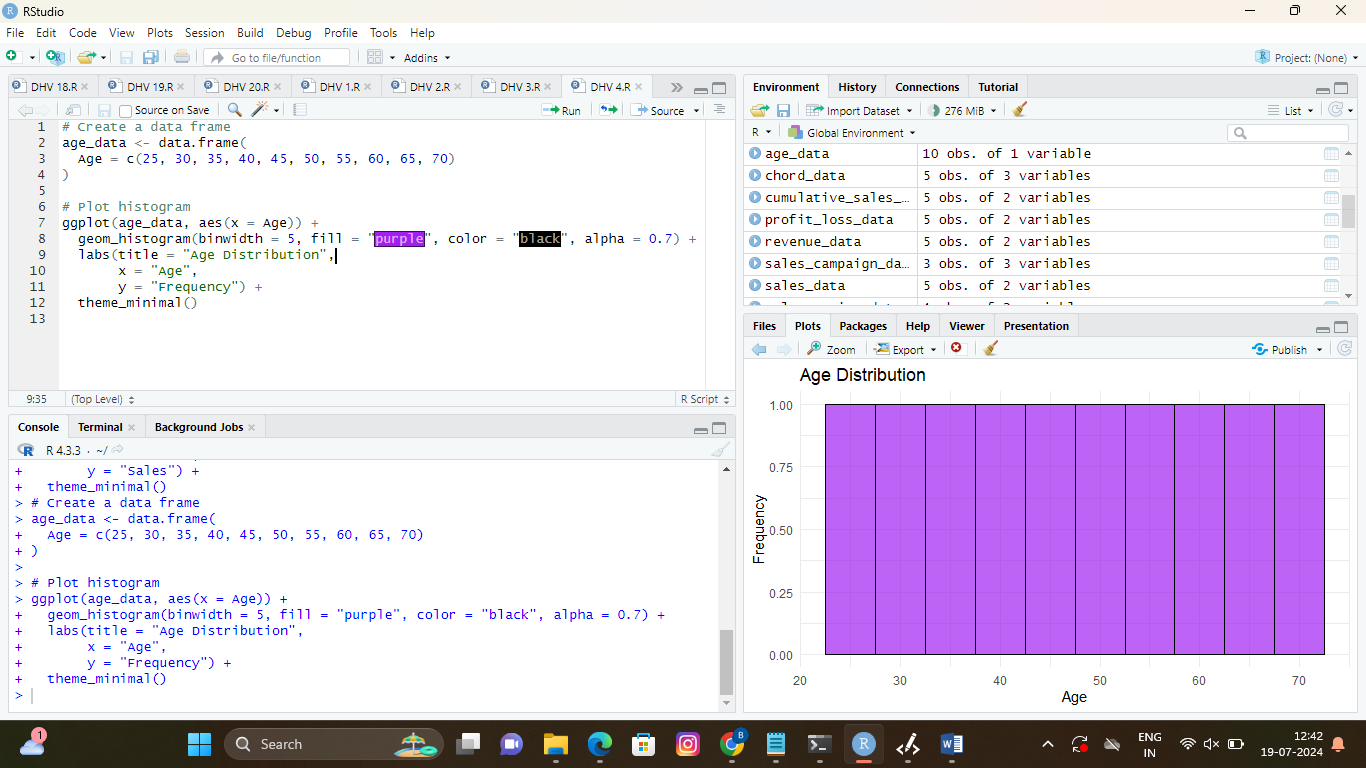 RStudio
File Edit Code View Plots Session Build Debug Profile Tools Help
Go to file/function Addins Project: (None)
DHV 18.R DHV 19.R DHV 20.R DHV 1.R DHV 2.R DHV 3.R DHV 4.R
Source on Save Run Source
1 # Create a data frame
2 age_data <- data.frame(
3 Age = c(25, 30, 35, 40, 45, 50, 55, 60, 65, 70)
4 )
5
6 # Plot histogram
7 ggplot(age_data, aes(x = Age)) +
8 geom_histogram(binwidth = 5, fill = "purple", color = "black", alpha = 0.7) +
9 labs(title = "Age Distribution",
10 x = "Age",
11 y = "Frequency") +
12 theme_minimal()
13
9:35 (Top Level) R Script
Console Terminal Background Jobs
R 4.3.3 · ~/
+ y = "Sales") +
+ theme_minimal()
> # Create a data frame
> age_data <- data.frame(
+ Age = c(25, 30, 35, 40, 45, 50, 55, 60, 65, 70)
+ )
>
> # Plot histogram
> ggplot(age_data, aes(x = Age)) +
+ geom_histogram(binwidth = 5, fill = "purple", color = "black", alpha = 0.7) +
+ labs(title = "Age Distribution",
+ x = "Age",
+ y = "Frequency") +
+ theme_minimal()
>
Environment History Connections Tutorial
Import Dataset 276 MiB List
R Global Environment
age_data 10 obs. of 1 variable
chord_data 5 obs. of 3 variables
cumulative_sales_… 5 obs. of 2 variables
profit_loss_data 5 obs. of 2 variables
revenue_data 5 obs. of 2 variables
sales_campaign_da… 3 obs. of 3 variables
sales_data 5 obs. of 2 variables
Files Plots Packages Help Viewer Presentation
Zoom Export Publish
Age Distribution
1.00
0.75
0.50
0.25
0.00
Frequency
20 30 40 50 60 70
Age
1 Search B ENG IN 12:42 19-07-2024